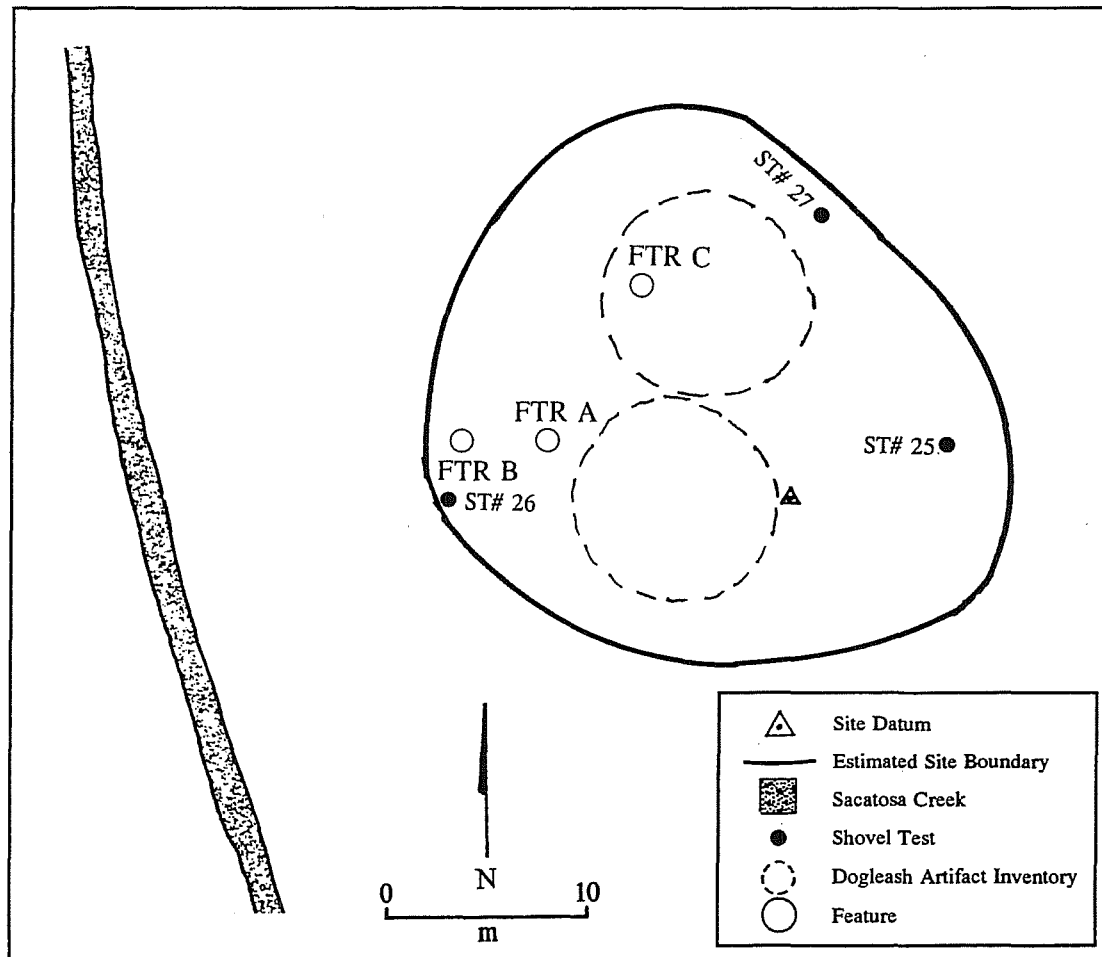 ST# 27
FTR C
FTR A
ST# 25
FTR B
ST# 26
N
0 10
m
Site Datum
Estimated Site Boundary
Sacatosa Creek
Shovel Test
Dogleash Artifact Inventory
Feature